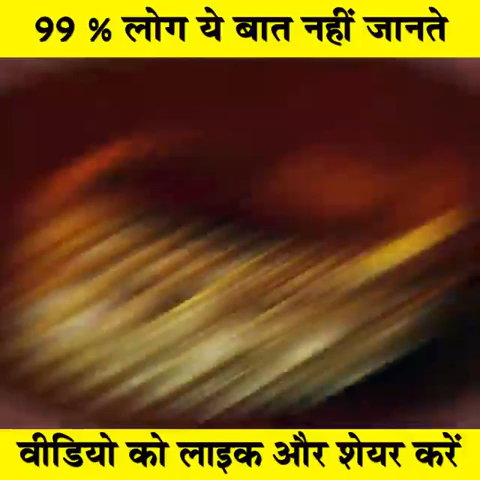 99 % लोग ये बात नहीं जानते
वीडियो को लाइक और शेयर करें